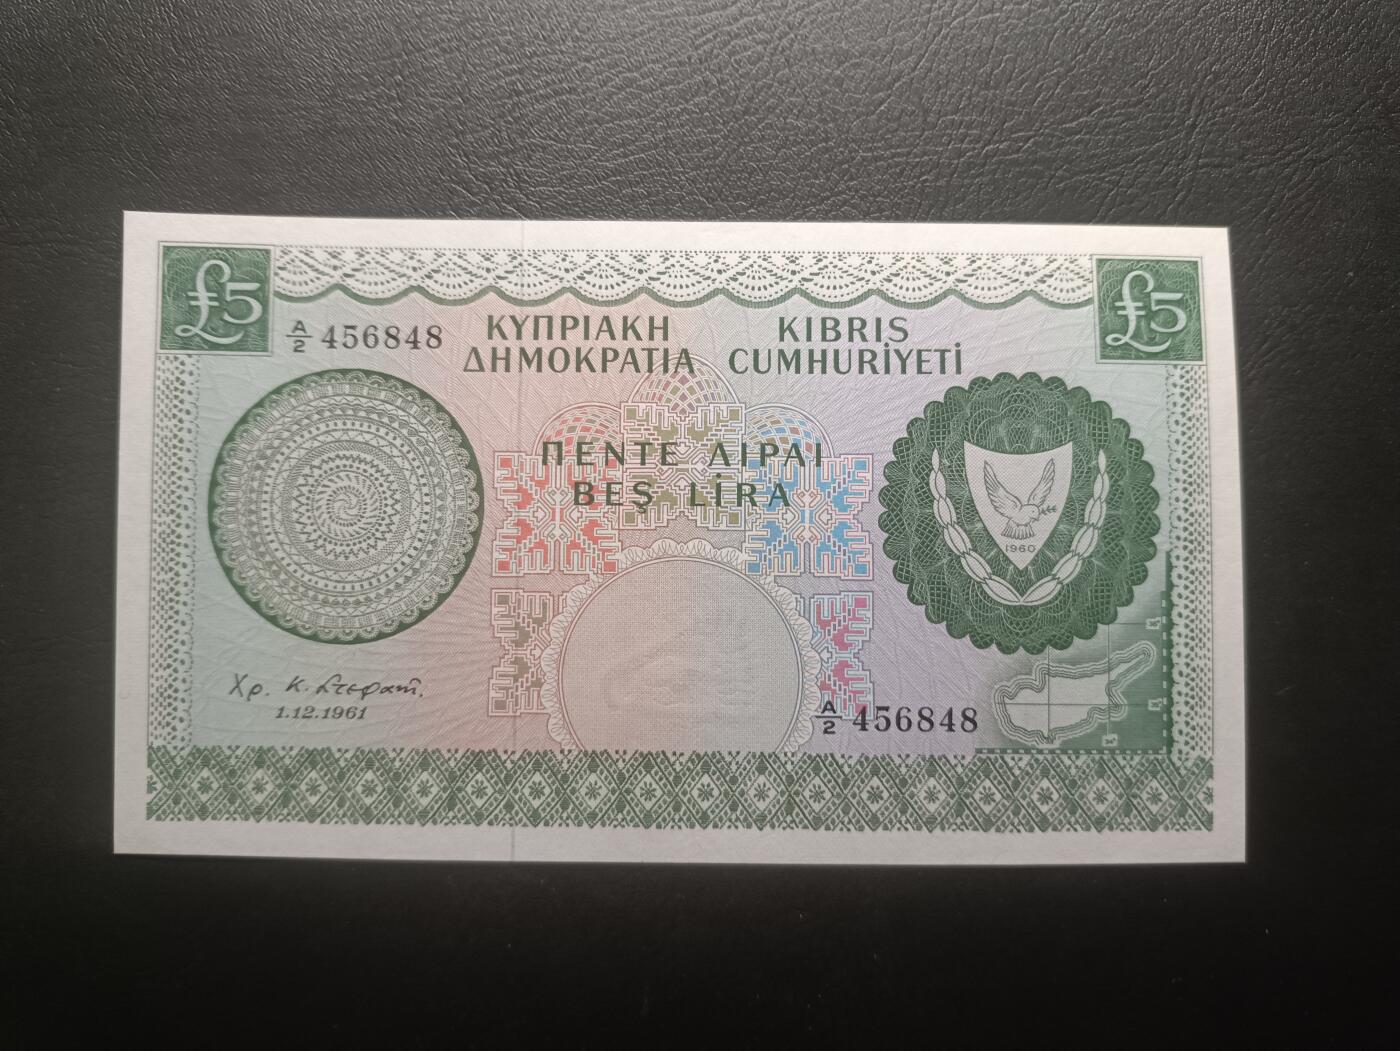 £5
£5
A/2 456848
ΚΥΠΡΙΑΚΗ
ΔΗΜΟΚΡΑΤΙΑ
KIBRIS
CUMHURİYETİ
ΠΕΝΤΕ ΛΙΡΑΙ
BEŞ LİRA
1960
Χρ. Κ.
1.12.1961
A/2 456848